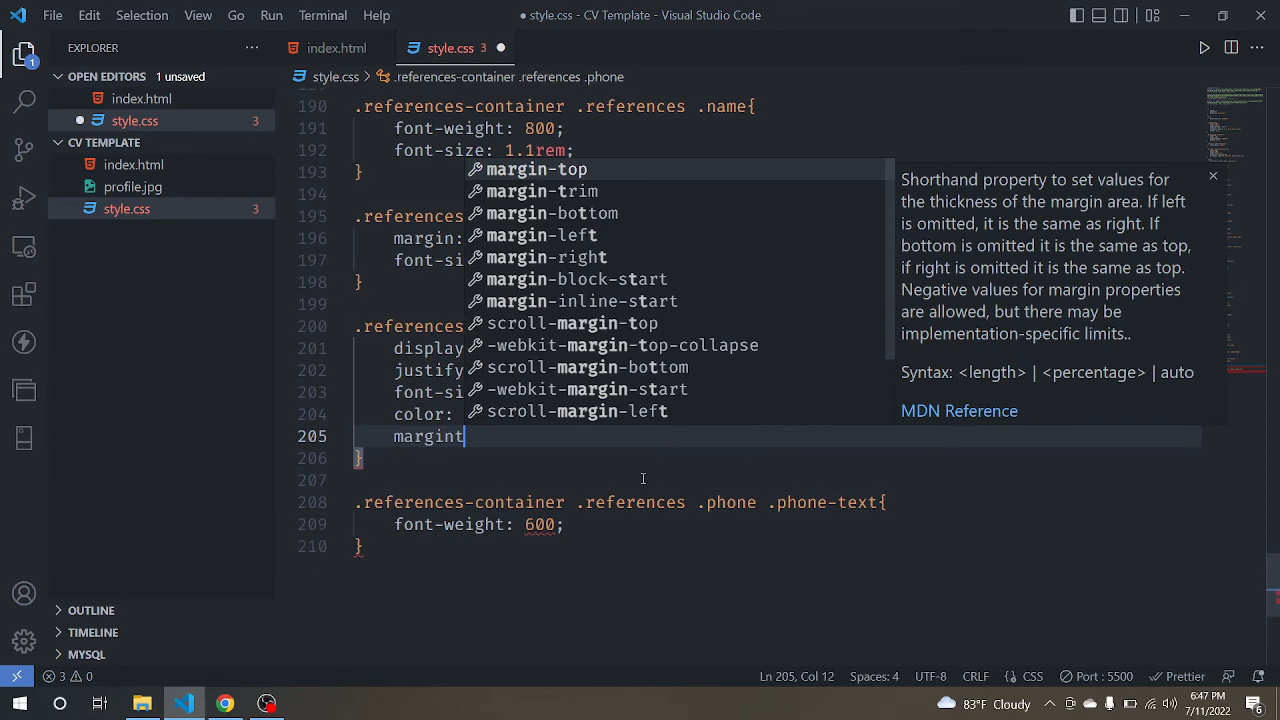 File Edit Selection View Go Run Terminal Help
● style.css - CV Template - Visual Studio Code
EXPLORER ...
index.html
style.css 3 ●
OPEN EDITORS 1 unsaved
index.html
style.css 3
CV TEMPLATE
index.html
profile.jpg
style.css 3
OUTLINE
TIMELINE
MYSQL
style.css > .references-container .references .phone
190 .references-container .references .name{
191 font-weight: 800;
192 font-size: 1.1rem;
193 }
194
195 .references
196 margin:
197 font-si
198 }
199
200 .references
201 display
202 justify
203 font-si
204 color:
205 margint
206 }
207
208 .references-container .references .phone .phone-text{
209 font-weight: 600;
210 }
margin-top
margin-trim
margin-bottom
margin-left
margin-right
margin-block-start
margin-inline-start
scroll-margin-top
-webkit-margin-top-collapse
scroll-margin-bottom
-webkit-margin-start
scroll-margin-left
Shorthand property to set values for
the thickness of the margin area. If left
is omitted, it is the same as right. If
bottom is omitted it is the same as top,
if right is omitted it is the same as top.
Negative values for margin properties
are allowed, but there may be
implementation-specific limits..
Syntax: <length> | <percentage> | auto
MDN Reference
1
3 0
Ln 205, Col 12 Spaces: 4 UTF-8 CRLF {} CSS Port : 5500 Prettier
88°F Haze
6:47 PM
7/11/2022
6